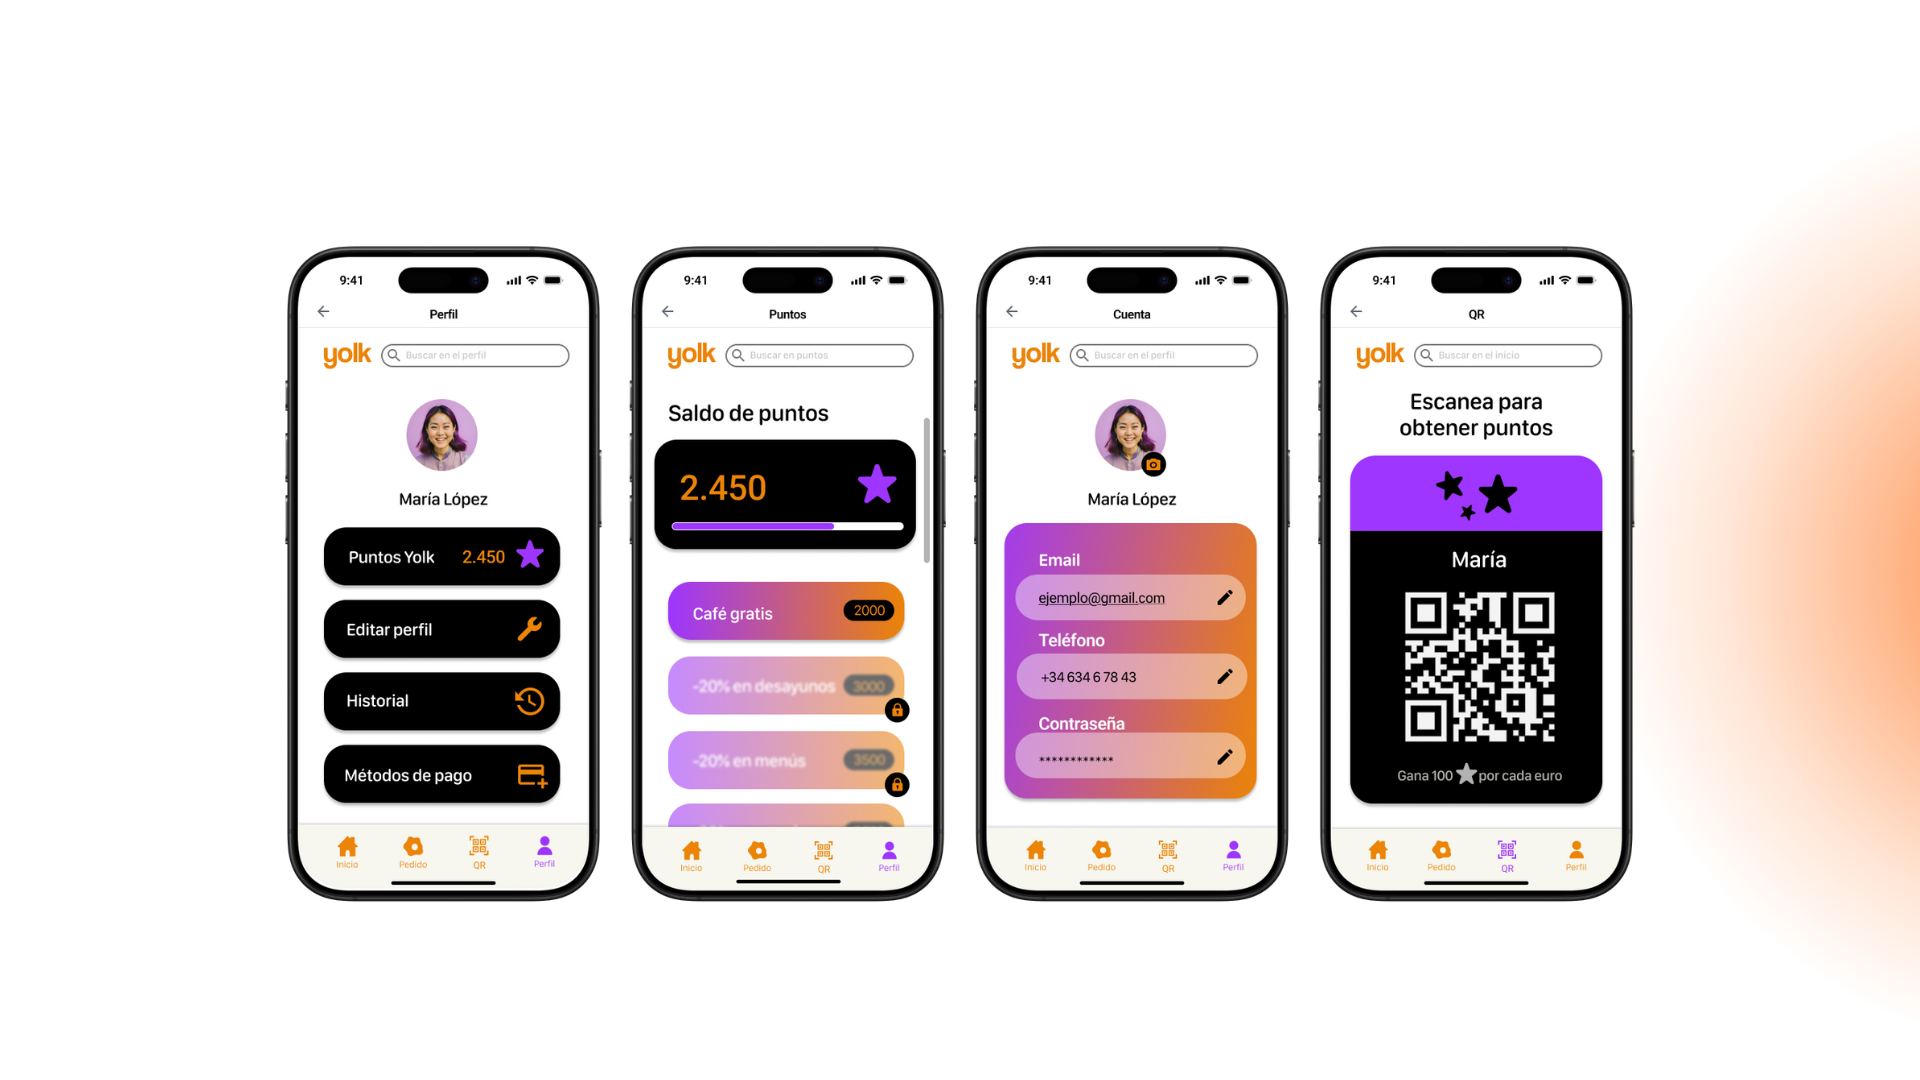 9:41
Perfil
yolk
Buscar en el perfil
María López
Puntos Yolk 2.450
Editar perfil
Historial
Métodos de pago
Inicio Pedido QR Perfil
9:41
Puntos
yolk
Buscar en puntos
Saldo de puntos
2.450
Café gratis 2000
-20% en desayunos 3000
-20% en menús 3500
Inicio Pedido QR Perfil
9:41
Cuenta
yolk
Buscar en el perfil
María López
Email
ejemplo@gmail.com
Teléfono
+34 634 6 78 43
Contraseña
************
Inicio Pedido QR Perfil
9:41
QR
yolk
Buscar en el inicio
Escanea para
obtener puntos
María
Gana 100 por cada euro
Inicio Pedido QR Perfil